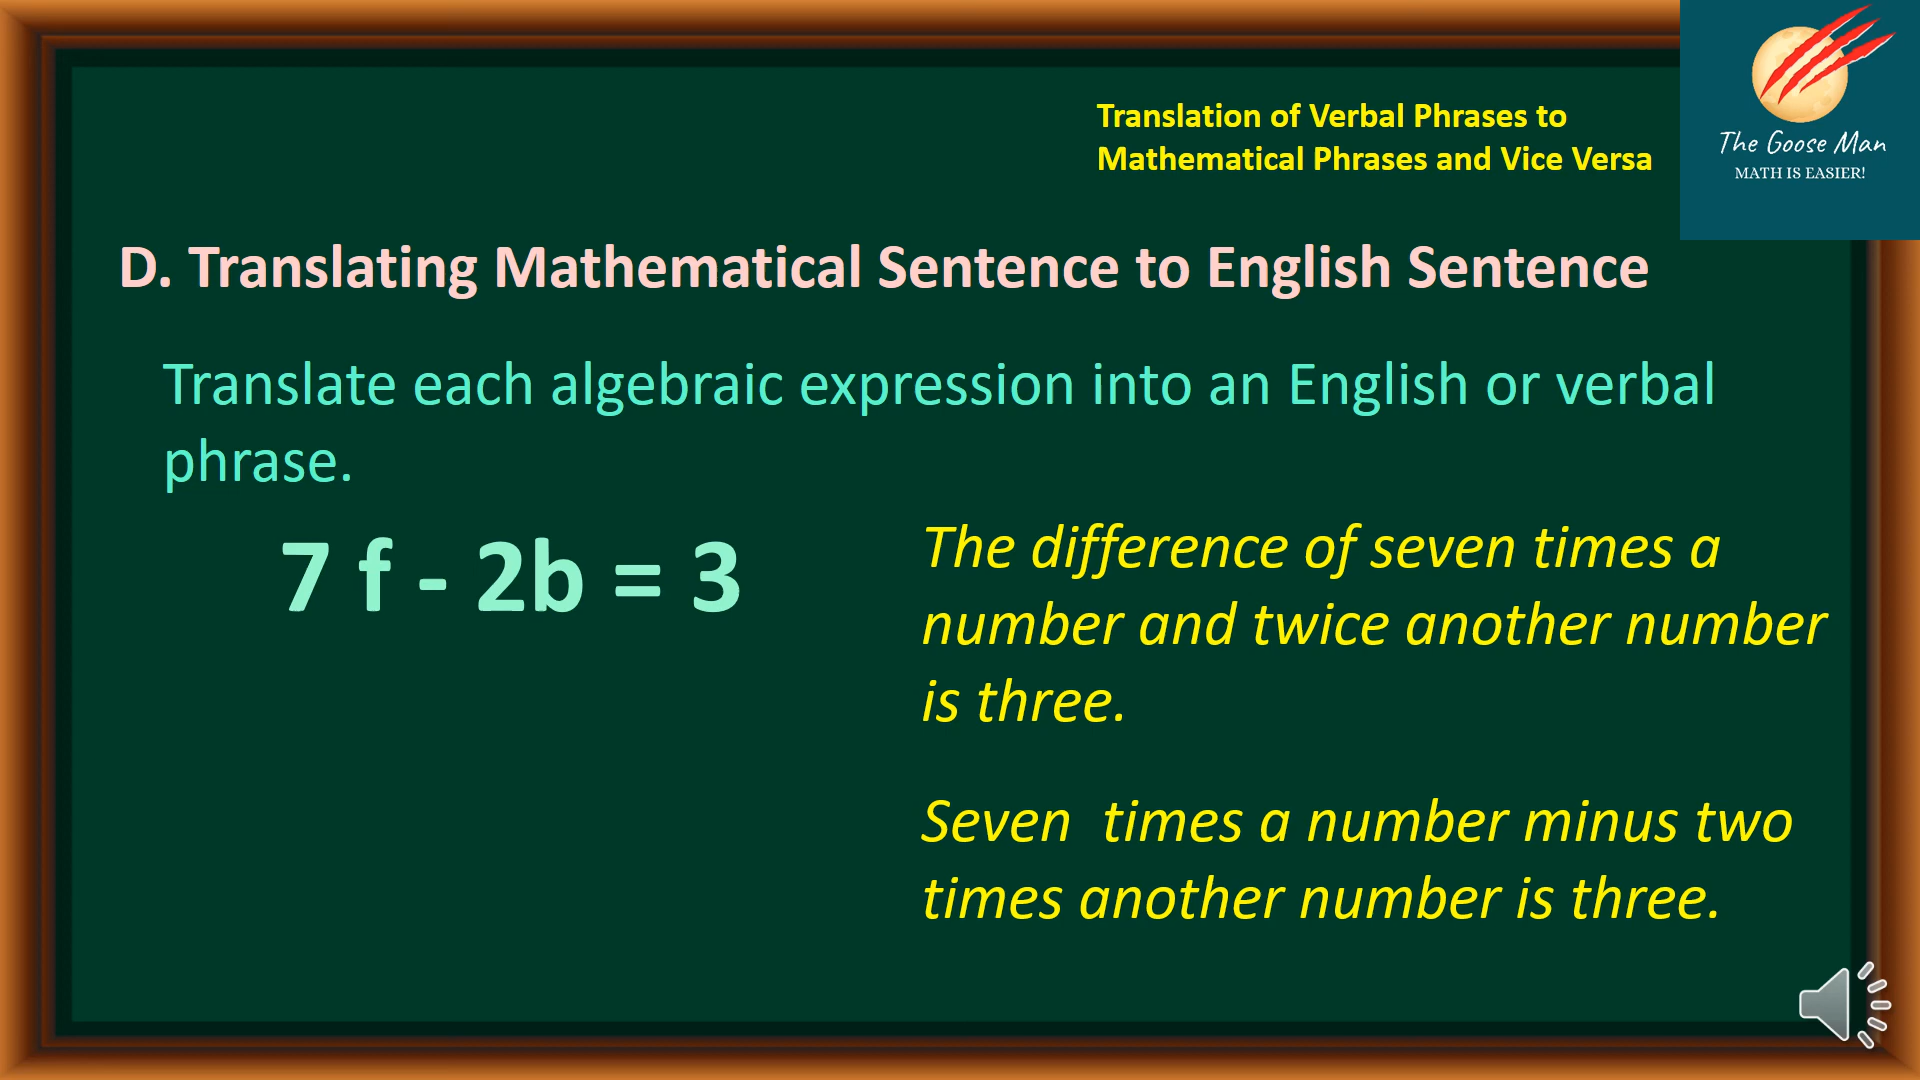 Translation of Verbal Phrases to
Mathematical Phrases and Vice Versa
The Goose Man
MATH IS EASIER!
D. Translating Mathematical Sentence to English Sentence
Translate each algebraic expression into an English or verbal
phrase.
7 f - 2b = 3
The difference of seven times a
number and twice another number
is three.
Seven  times a number minus two
times another number is three.